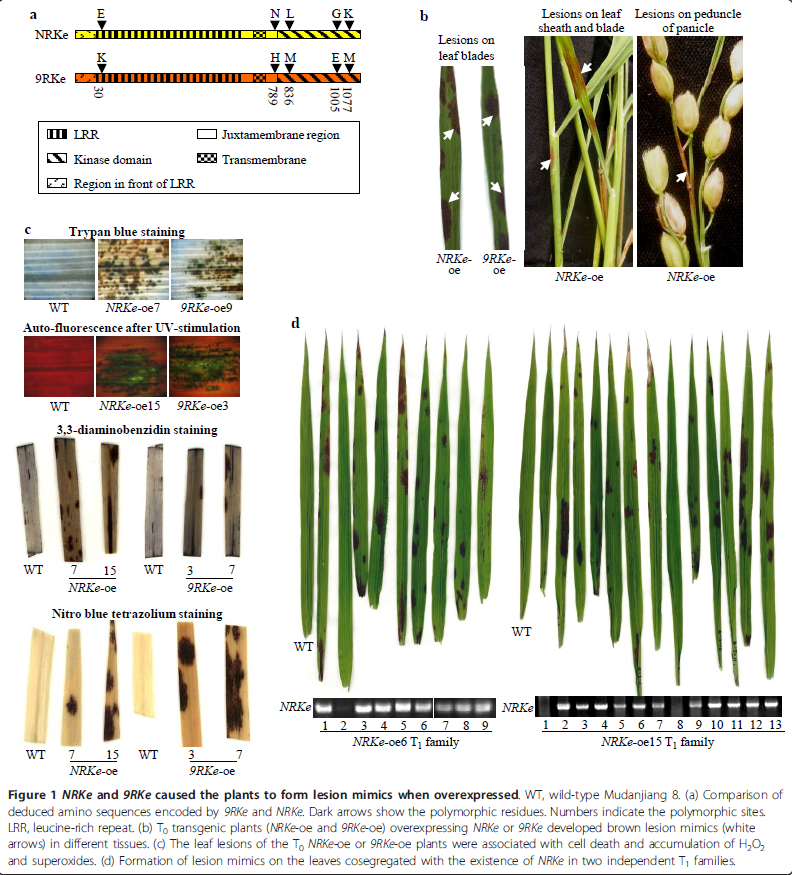 a
E N L G K
NRKe
9RKe
K H M E M
30 789 836 1005 1077
LRR Juxtamembrane region
Kinase domain Transmembrane
Region in front of LRR
b
Lesions on
leaf blades
Lesions on leaf
sheath and blade
Lesions on peduncle
of panicle
NRKe-
oe
9RKe-
oe
NRKe-oe
NRKe-oe
c
Trypan blue staining
WT NRKe-oe7 9RKe-oe9
Auto-fluorescence after UV-stimulation
WT NRKe-oe15 9RKe-oe3
3,3-diaminobenzidin staining
WT 7 15 WT 3 7
NRKe-oe 9RKe-oe
Nitro blue tetrazolium staining
WT 7 15 WT 3 7
NRKe-oe 9RKe-oe
d
WT
NRKe
1 2 3 4 5 6 7 8 9
NRKe-oe6 T1 family
WT
NRKe
1 2 3 4 5 6 7 8 9 10 11 12 13
NRKe-oe15 T1 family
Figure 1 NRKe and 9RKe caused the plants to form lesion mimics when overexpressed. WT, wild-type Mudanjiang 8. (a) Comparison of
deduced amino sequences encoded by 9RKe and NRKe. Dark arrows show the polymorphic residues. Numbers indicate the polymorphic sites.
LRR, leucine-rich repeat. (b) T0 transgenic plants (NRKe-oe and 9RKe-oe) overexpressing NRKe or 9RKe developed brown lesion mimics (white
arrows) in different tissues. (c) The leaf lesions of the T0 NRKe-oe or 9RKe-oe plants were associated with cell death and accumulation of H2O2
and superoxides. (d) Formation of lesion mimics on the leaves cosegregated with the existence of NRKe in two independent T1 families.